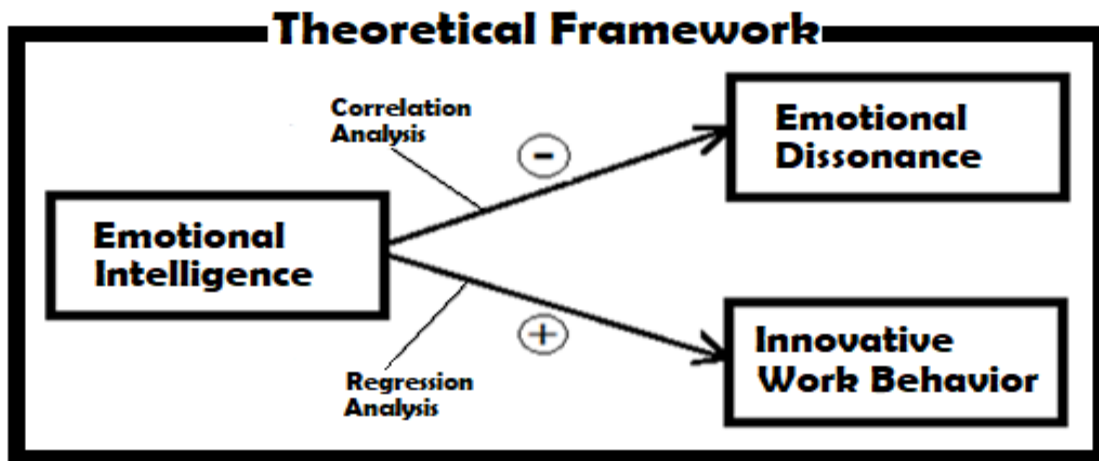 Theoretical Framework
Correlation
Analysis
-
Emotional
Dissonance
Emotional
Intelligence
+
Regression
Analysis
Innovative
Work Behavior